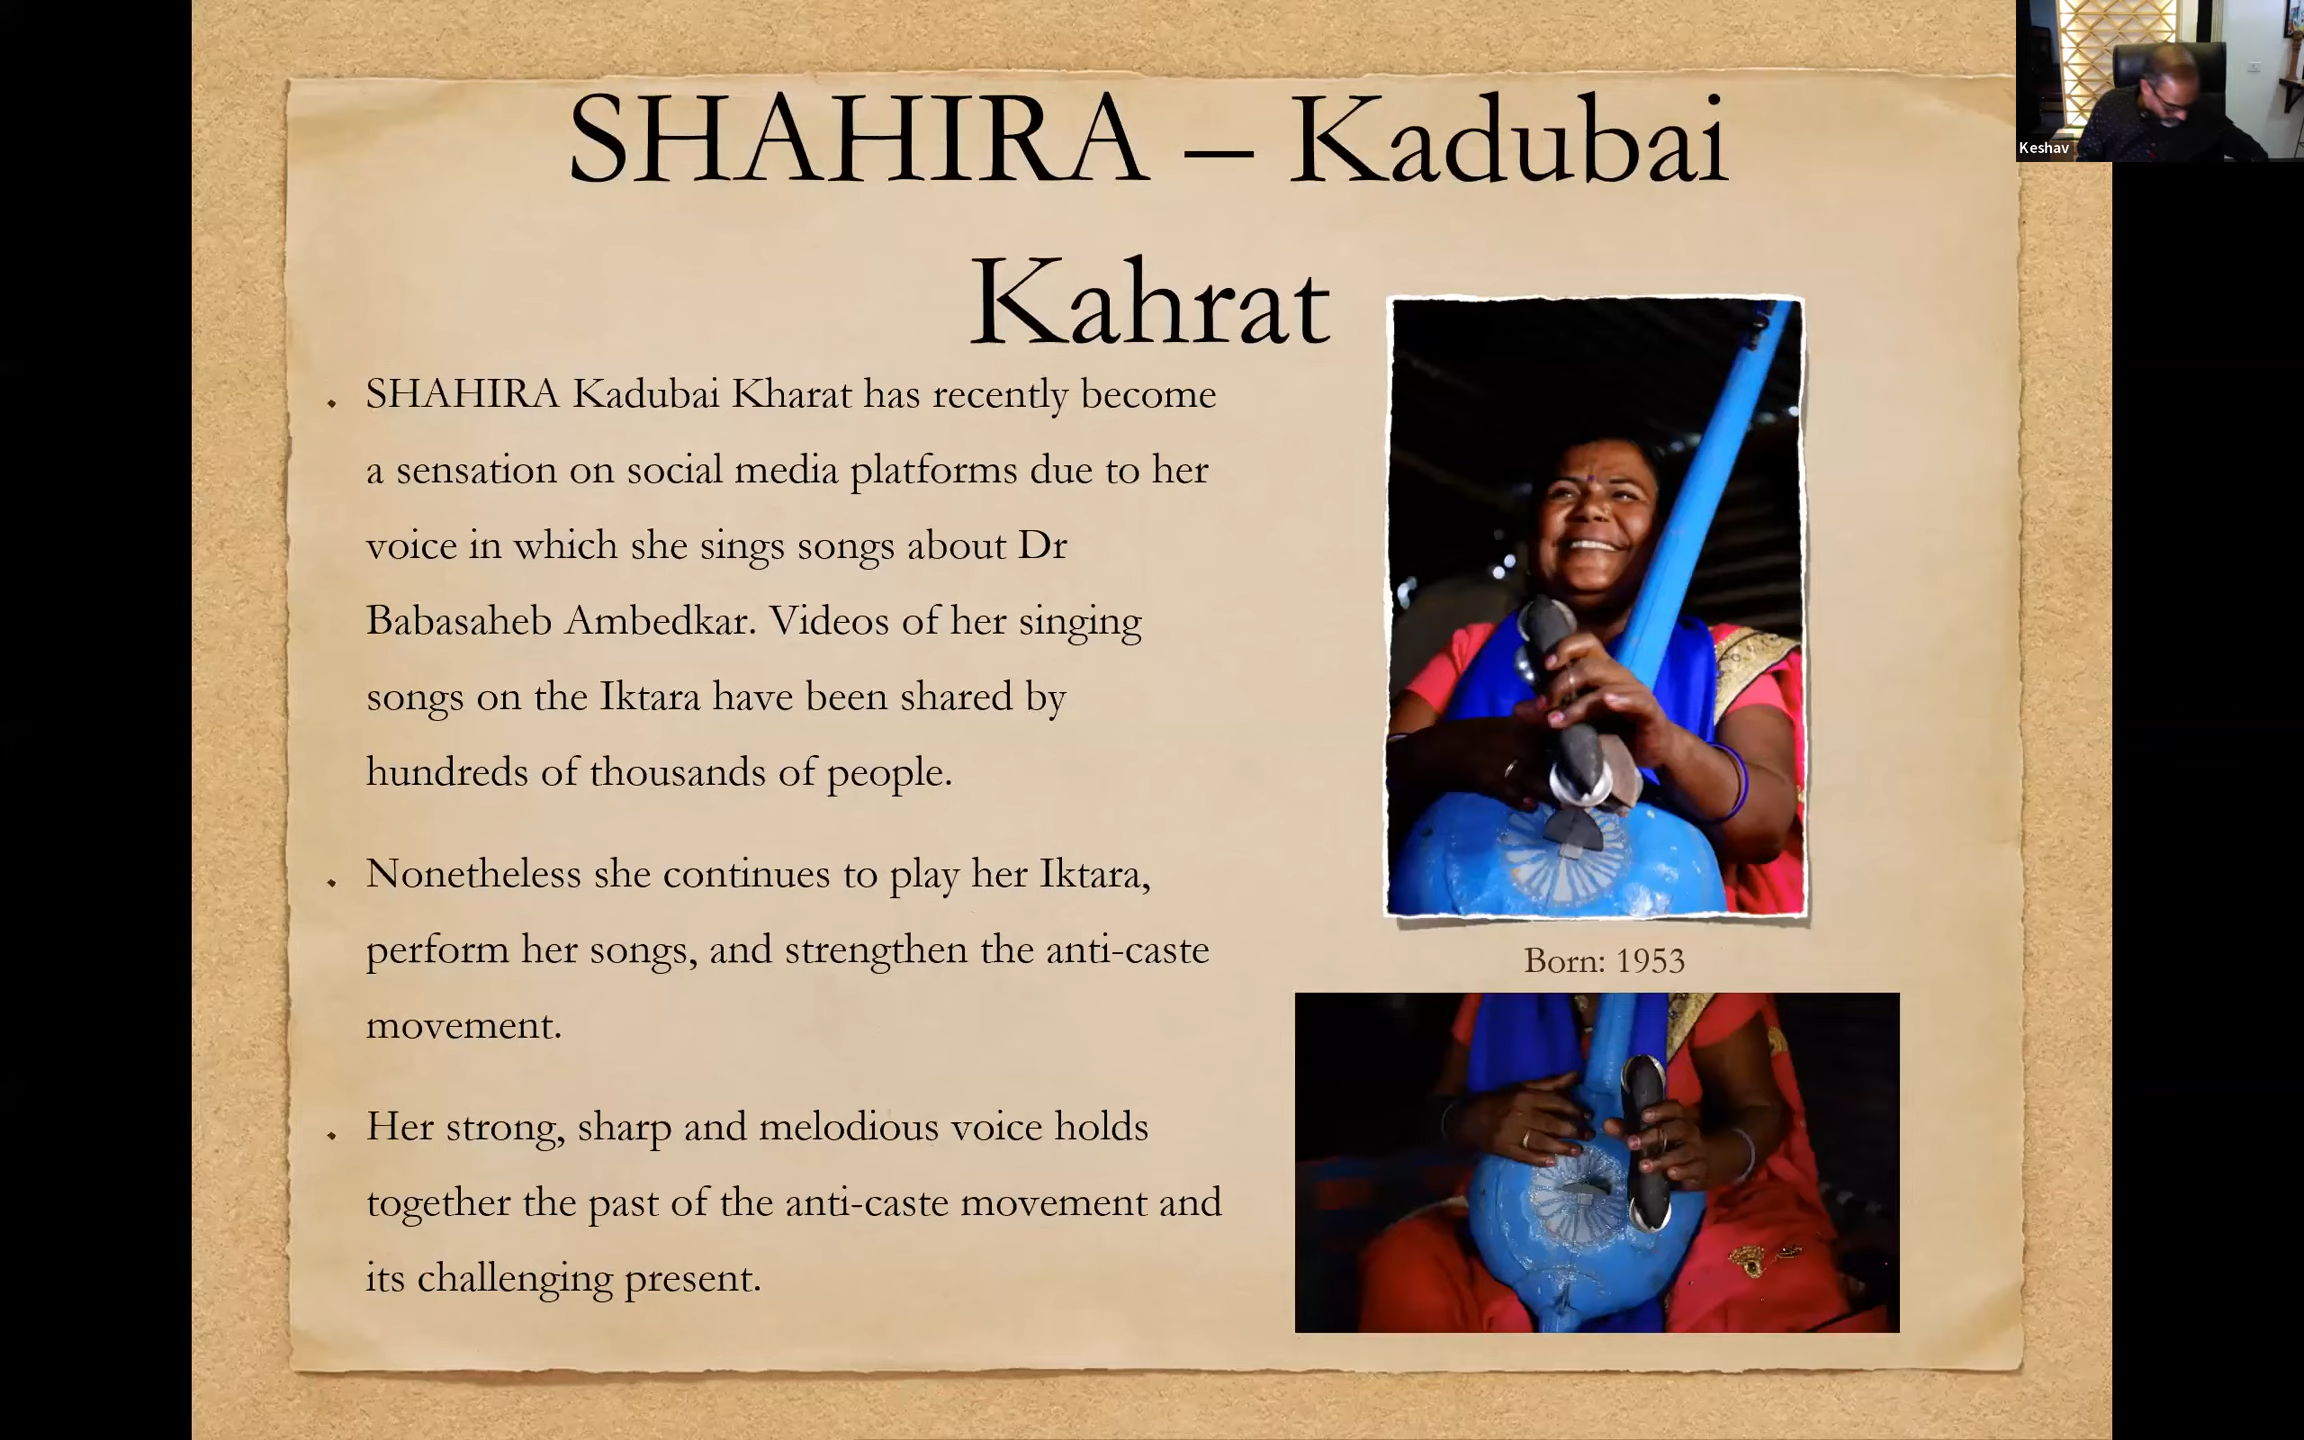 SHAHIRA – Kadubai
Kahrat
Keshav
SHAHIRA Kadubai Kharat has recently become
a sensation on social media platforms due to her
voice in which she sings songs about Dr
Babasaheb Ambedkar. Videos of her singing
songs on the Iktara have been shared by
hundreds of thousands of people.
Nonetheless she continues to play her Iktara,
perform her songs, and strengthen the anti-caste
movement.
Her strong, sharp and melodious voice holds
together the past of the anti-caste movement and
its challenging present.
Born: 1953